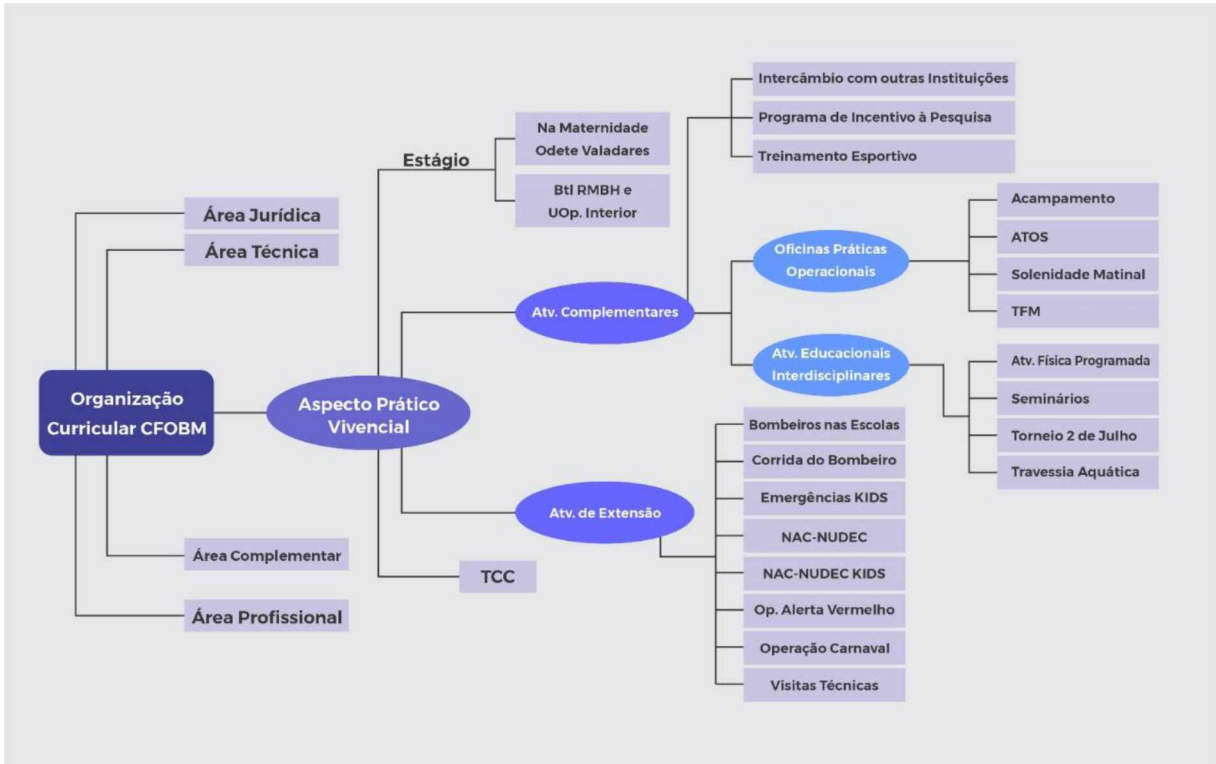 Organização
Curricular CFOBM
Área Jurídica
Área Técnica
Área Complementar
Área Profissional
Aspecto Prático
Vivencial
Estágio
Na Maternidade
Odete Valadares
Btl RMBH e
UOp. Interior
Atv. Complementares
Intercâmbio com outras Instituições
Programa de Incentivo à Pesquisa
Treinamento Esportivo
Oficinas Práticas
Operacionais
Acampamento
ATOS
Solenidade Matinal
TFM
Atv. Educacionais
Interdisciplinares
Atv. Física Programada
Seminários
Torneio 2 de Julho
Travessia Aquática
Atv. de Extensão
Bombeiros nas Escolas
Corrida do Bombeiro
Emergências KIDS
NAC-NUDEC
NAC-NUDEC KIDS
Op. Alerta Vermelho
Operação Carnaval
Visitas Técnicas
TCC